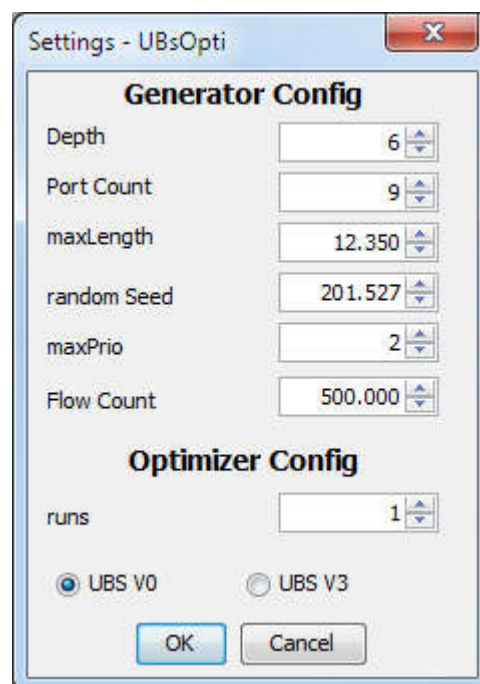 Settings - UBsOpti
Generator Config
Depth 6
Port Count 9
maxLength 12.350
random Seed 201.527
maxPrio 2
Flow Count 500.000
Optimizer Config
runs 1
UBS V0 UBS V3
OK Cancel